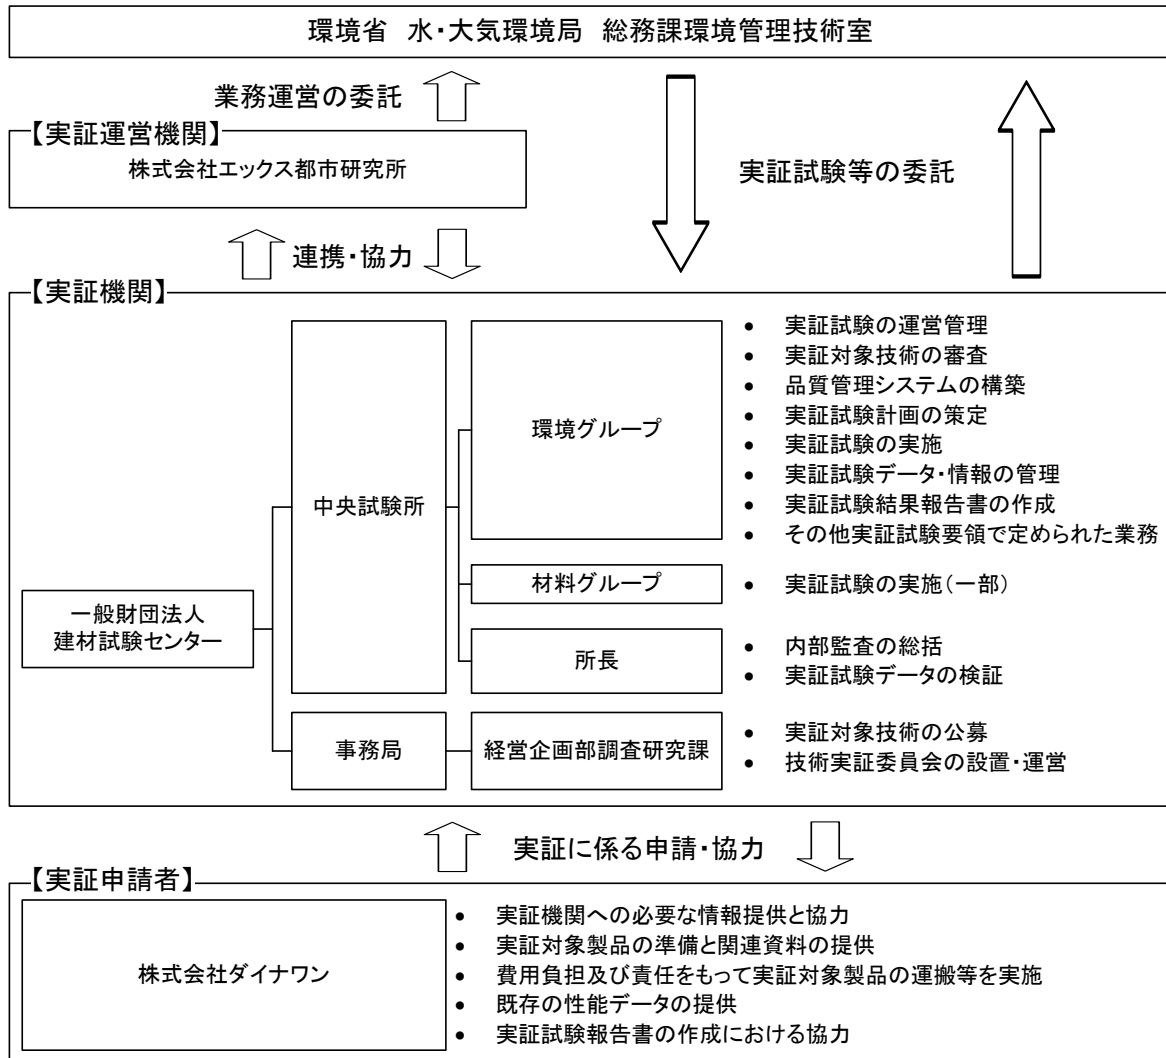 環境省　水・大気環境局　総務課環境管理技術室
業務運営の委託
【実証運営機関】
株式会社エックス都市研究所
実証試験等の委託
連携・協力
【実証機関】
一般財団法人
建材試験センター
中央試験所
環境グループ
• 実証試験の運営管理
• 実証対象技術の審査
• 品質管理システムの構築
• 実証試験計画の策定
• 実証試験の実施
• 実証試験データ・情報の管理
• 実証試験結果報告書の作成
• その他実証試験要領で定められた業務
材料グループ
• 実証試験の実施（一部）
所長
• 内部監査の総括
• 実証試験データの検証
事務局
経営企画部調査研究課
• 実証対象技術の公募
• 技術実証委員会の設置・運営
実証に係る申請・協力
【実証申請者】
株式会社ダイナワン
• 実証機関への必要な情報提供と協力
• 実証対象製品の準備と関連資料の提供
• 費用負担及び責任をもって実証対象製品の運搬等を実施
• 既存の性能データの提供
• 実証試験報告書の作成における協力